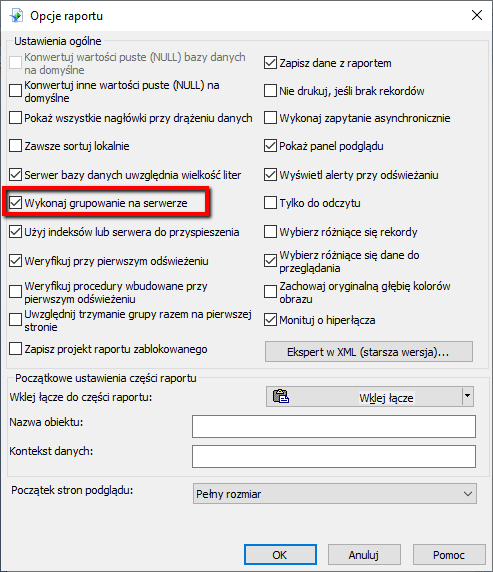 Opcje raportu
Ustawienia ogólne
Konwertuj wartości puste (NULL) bazy danych
na domyślne
Konwertuj inne wartości puste (NULL) na
domyślne
Pokaż wszystkie nagłówki przy drążeniu danych
Zawsze sortuj lokalnie
Serwer bazy danych uwzględnia wielkość liter
Wykonaj grupowanie na serwerze
Użyj indeksów lub serwera do przyspieszenia
Weryfikuj przy pierwszym odświeżeniu
Weryfikuj procedury wbudowane przy
pierwszym odświeżeniu
Uwzględnij trzymanie grupy razem na pierwszej
stronie
Zapisz projekt raportu zablokowanego
Zapisz dane z raportem
Nie drukuj, jeśli brak rekordów
Wykonaj zapytanie asynchronicznie
Pokaż panel podglądu
Wyświetl alerty przy odświeżaniu
Tylko do odczytu
Wybierz różniące się rekordy
Wybierz różniące się dane do
przeglądania
Zachowaj oryginalną głębię kolorów
obrazu
Monituj o hiperłącza
Ekspert w XML (starsza wersja)...
Początkowe ustawienia części raportu
Wklej łącze do części raportu:
Wklej łącze
Nazwa obiektu:
Kontekst danych:
Początek stron podglądu:
Pełny rozmiar
OK
Anuluj
Pomoc